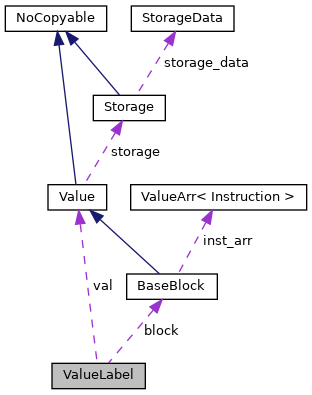 NoCopyable
StorageData
storage_data
Storage
storage
Value
ValueArr< Instruction >
inst_arr
val
BaseBlock
block
ValueLabel